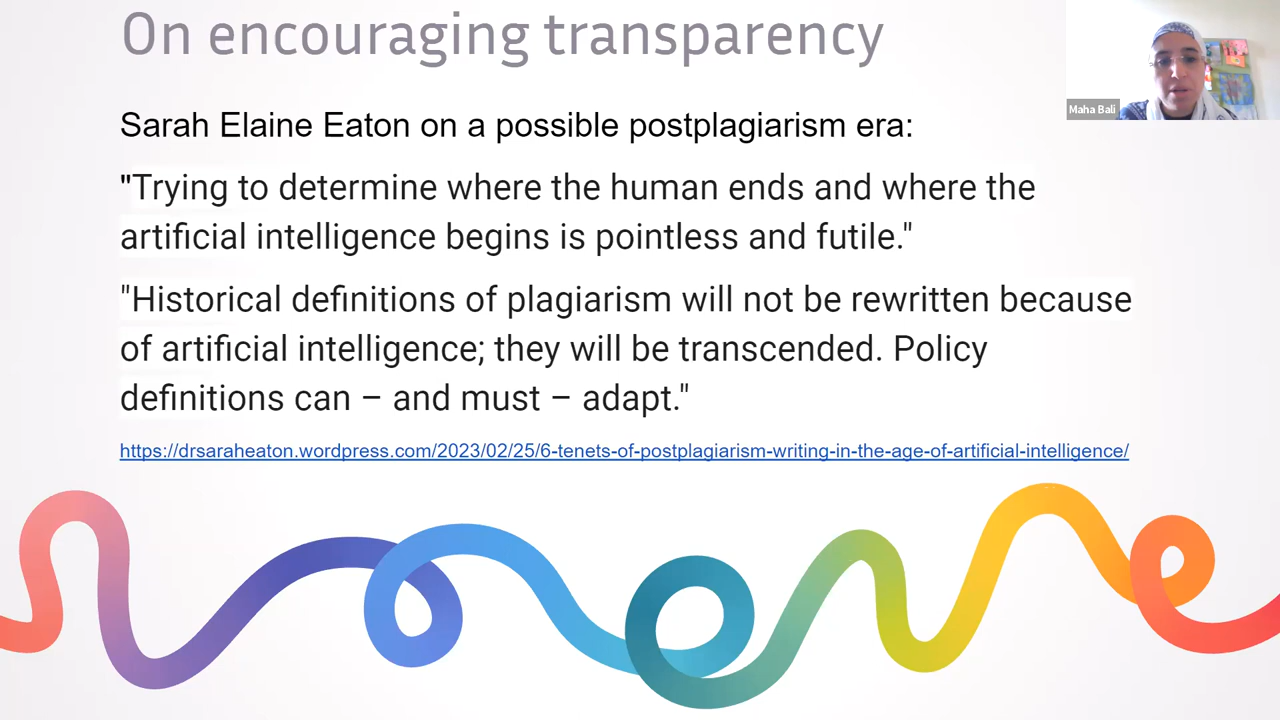 On encouraging transparency
Maha Bali
Sarah Elaine Eaton on a possible postplagiarism era:
"Trying to determine where the human ends and where the
artificial intelligence begins is pointless and futile."
"Historical definitions of plagiarism will not be rewritten because
of artificial intelligence; they will be transcended. Policy
definitions can – and must – adapt."
https://drsaraheaton.wordpress.com/2023/02/25/6-tenets-of-postplagiarism-writing-in-the-age-of-artificial-intelligence/